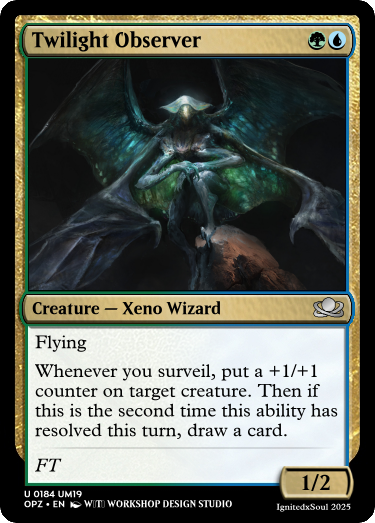 Twilight Observer
Creature — Xeno Wizard
Flying
Whenever you surveil, put a +1/+1
counter on target creature. Then if
this is the second time this ability has
resolved this turn, draw a card.
FT
1/2
U 0184 UM19
OPZ • EN WORKSHOP DESIGN STUDIO
IgnitedxSoul 2025